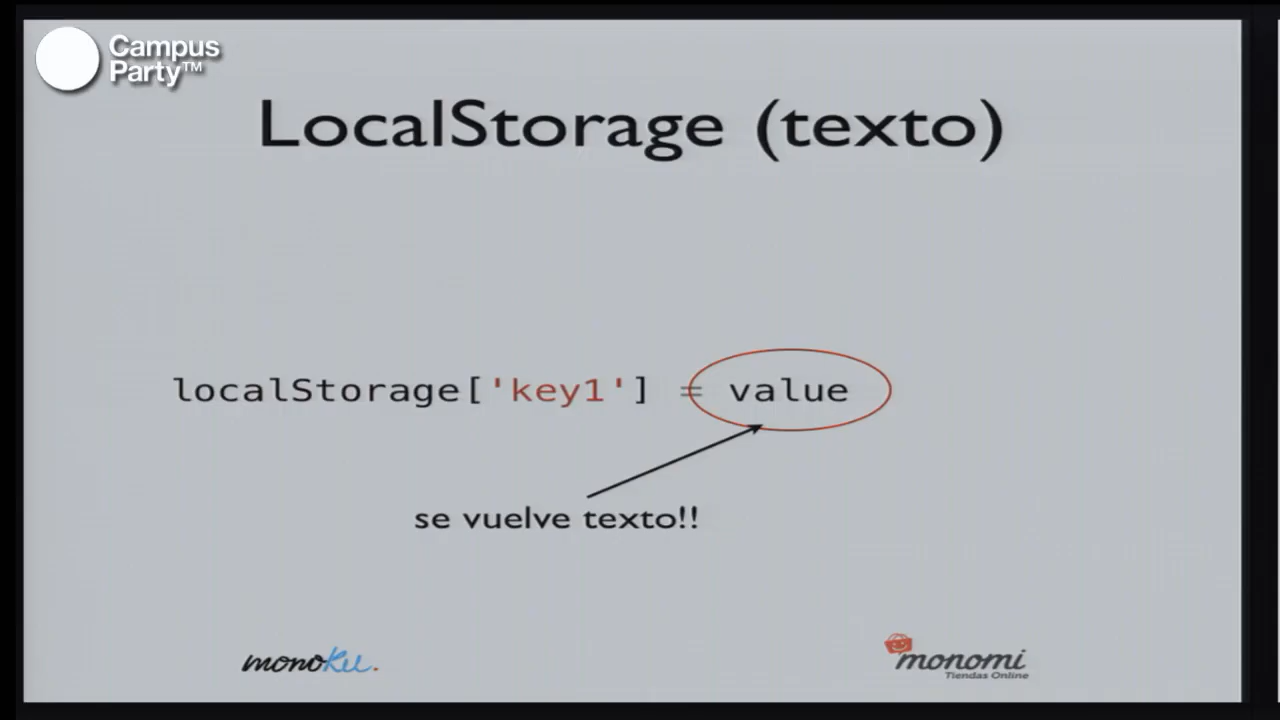 Campus
Party™
LocalStorage (texto)
localStorage['key1'] = value
se vuelve texto!!
monoku.
monomi
Tiendas Online